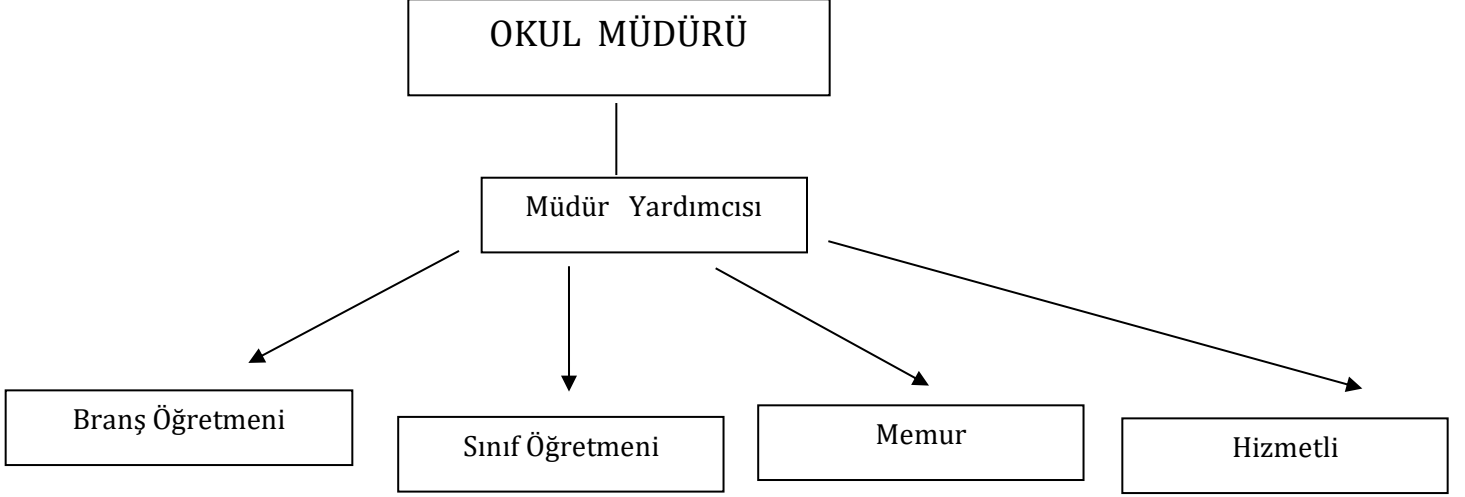 OKUL MÜDÜRÜ
Müdür Yardımcısı
Branş Öğretmeni
Sınıf Öğretmeni
Memur
Hizmetli